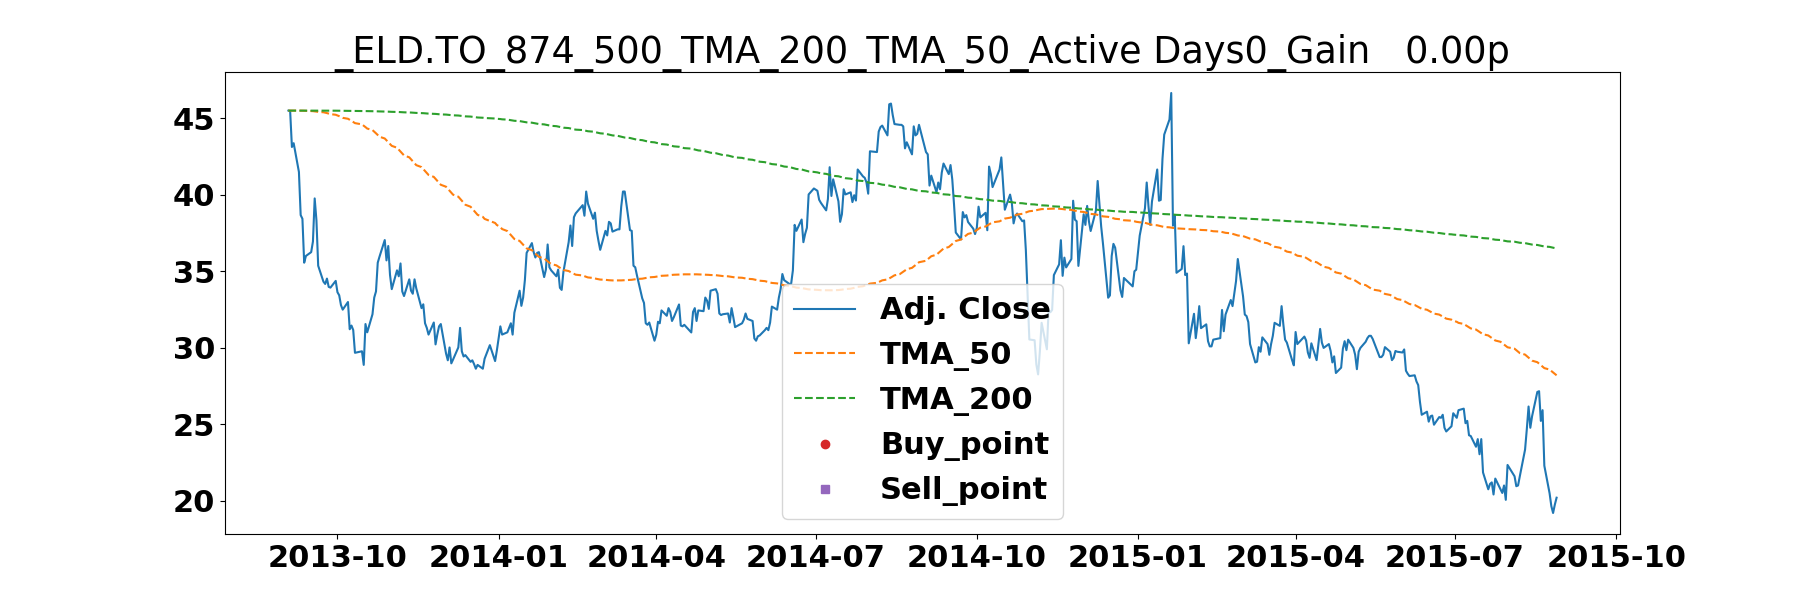 _ELD.TO_874_500_TMA_200_TMA_50_Active Days0_Gain   0.00p
45
40
35
30
25
20
Adj. Close
TMA_50
TMA_200
Buy_point
Sell_point
2013-10 2014-01 2014-04 2014-07 2014-10 2015-01 2015-04 2015-07 2015-10